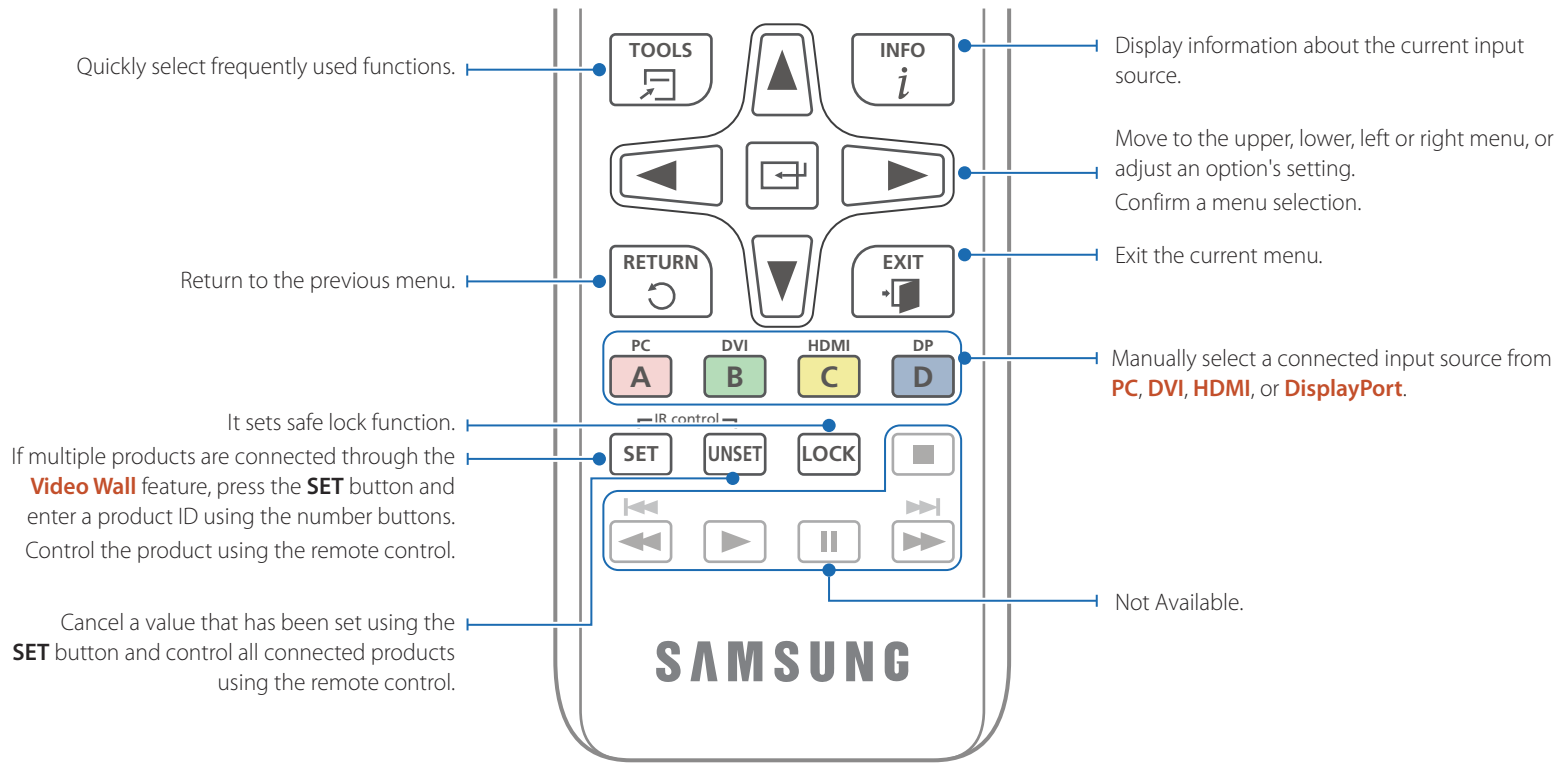 TOOLS
INFO
i
Quickly select frequently used functions.
Display information about the current input
source.
Move to the upper, lower, left or right menu, or
adjust an option's setting.
Confirm a menu selection.
RETURN
EXIT
Return to the previous menu.
Exit the current menu.
PC DVI HDMI DP
A B C D
Manually select a connected input source from
PC, DVI, HDMI, or DisplayPort.
It sets safe lock function.
IR control
SET UNSET LOCK
If multiple products are connected through the
Video Wall feature, press the SET button and
enter a product ID using the number buttons.
Control the product using the remote control.
Not Available.
Cancel a value that has been set using the
SET button and control all connected products
using the remote control.
SAMSUNG